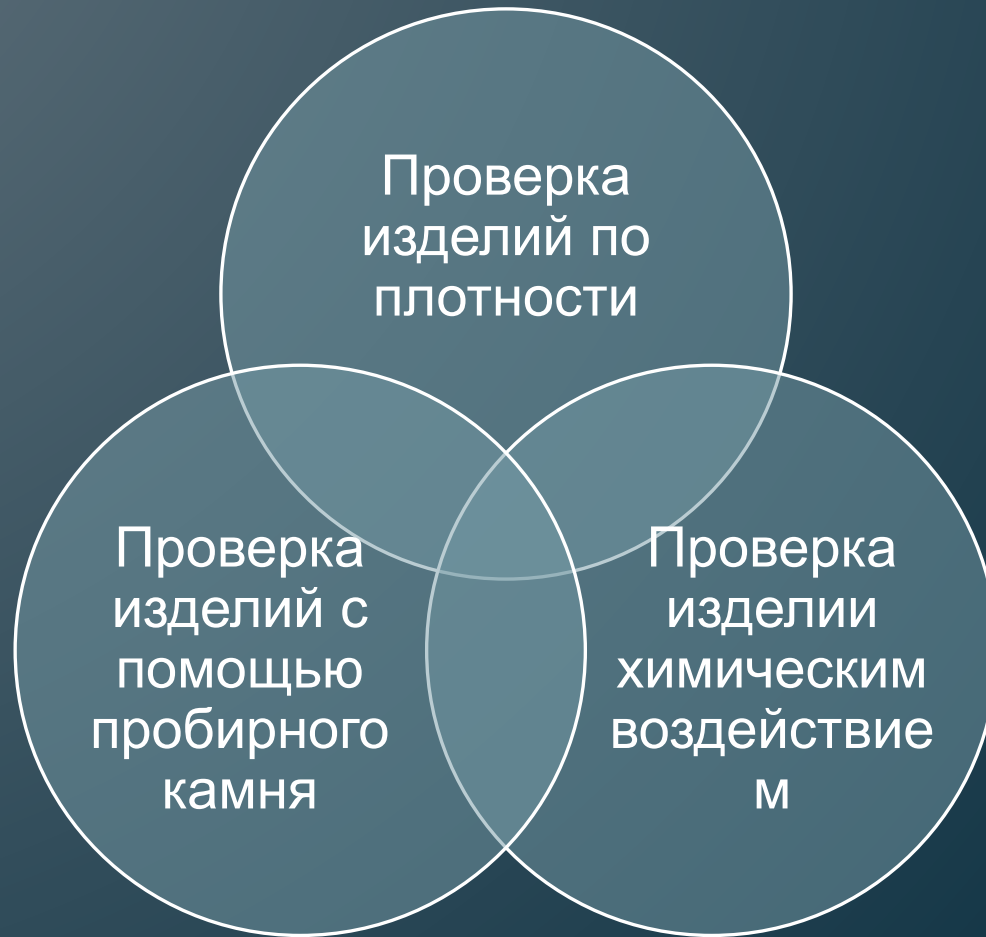 Проверка
изделий по
плотности
Проверка
изделий с
помощью
пробирного
камня
Проверка
изделии
химическим
воздействие
м